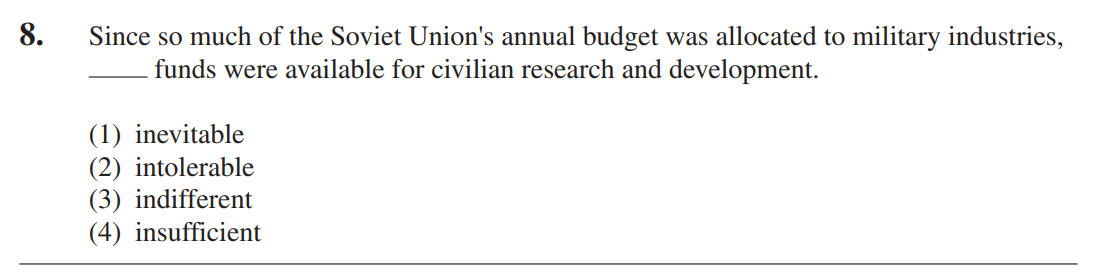 8. Since so much of the Soviet Union's annual budget was allocated to military industries,
____ funds were available for civilian research and development.
(1) inevitable
(2) intolerable
(3) indifferent
(4) insufficient